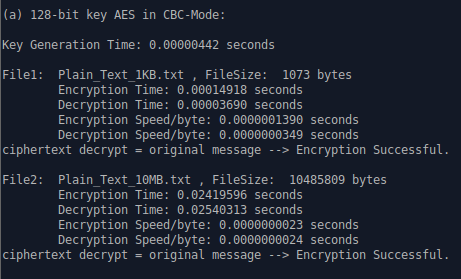 (a) 128-bit key AES in CBC-Mode:
Key Generation Time: 0.00000442 seconds
File1:  Plain_Text_1KB.txt , FileSize:  1073 bytes
Encryption Time: 0.00014918 seconds
Decryption Time: 0.00003690 seconds
Encryption Speed/byte: 0.0000001390 seconds
Decryption Speed/byte: 0.0000000349 seconds
ciphertext decrypt = original message --> Encryption Successful.
File2:  Plain_Text_10MB.txt , FileSize:  10485809 bytes
Encryption Time: 0.02419596 seconds
Decryption Time: 0.02540313 seconds
Encryption Speed/byte: 0.0000000023 seconds
Decryption Speed/byte: 0.0000000024 seconds
ciphertext decrypt = original message --> Encryption Successful.